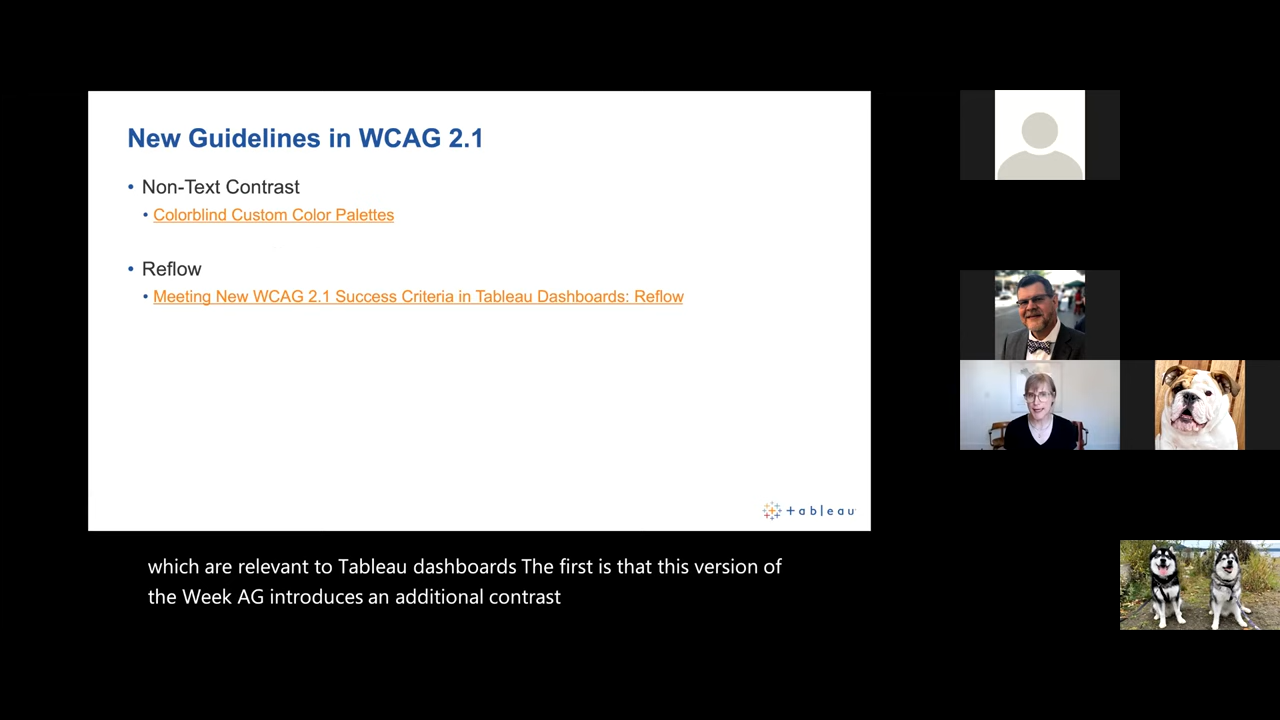 New Guidelines in WCAG 2.1
• Non-Text Contrast
• Colorblind Custom Color Palettes
• Reflow
• Meeting New WCAG 2.1 Success Criteria in Tableau Dashboards: Reflow
+ableau
which are relevant to Tableau dashboards The first is that this version of
the Week AG introduces an additional contrast